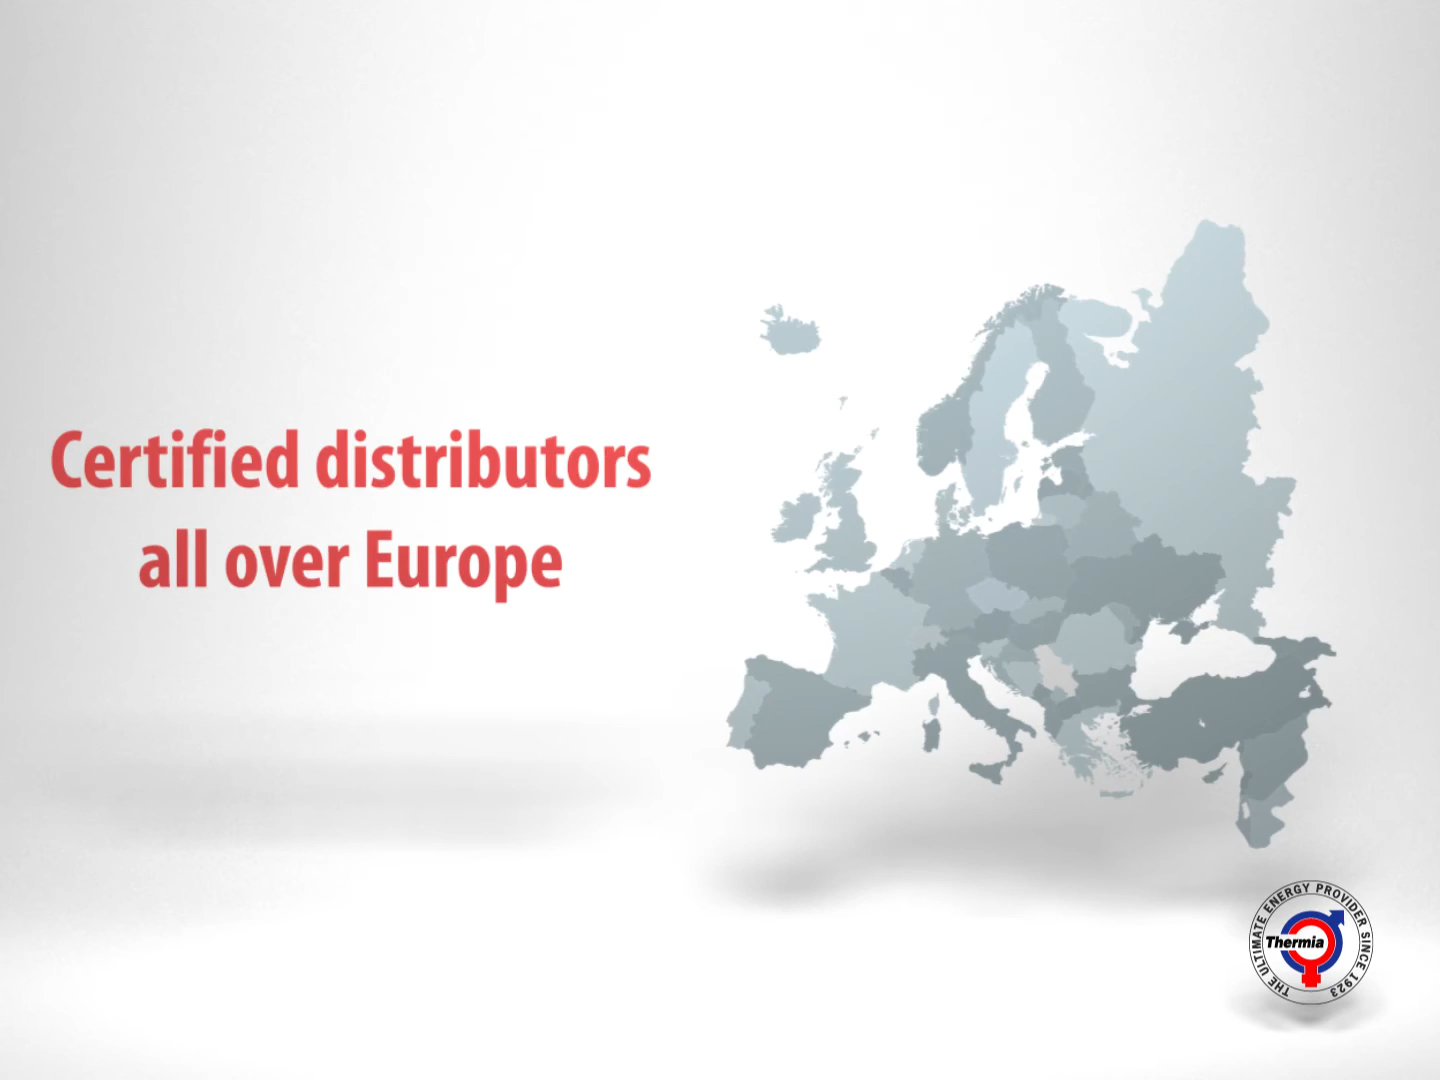 Certified distributors
all over Europe
THE ULTIMATE ENERGY PROVIDER SINCE 1923
Thermia